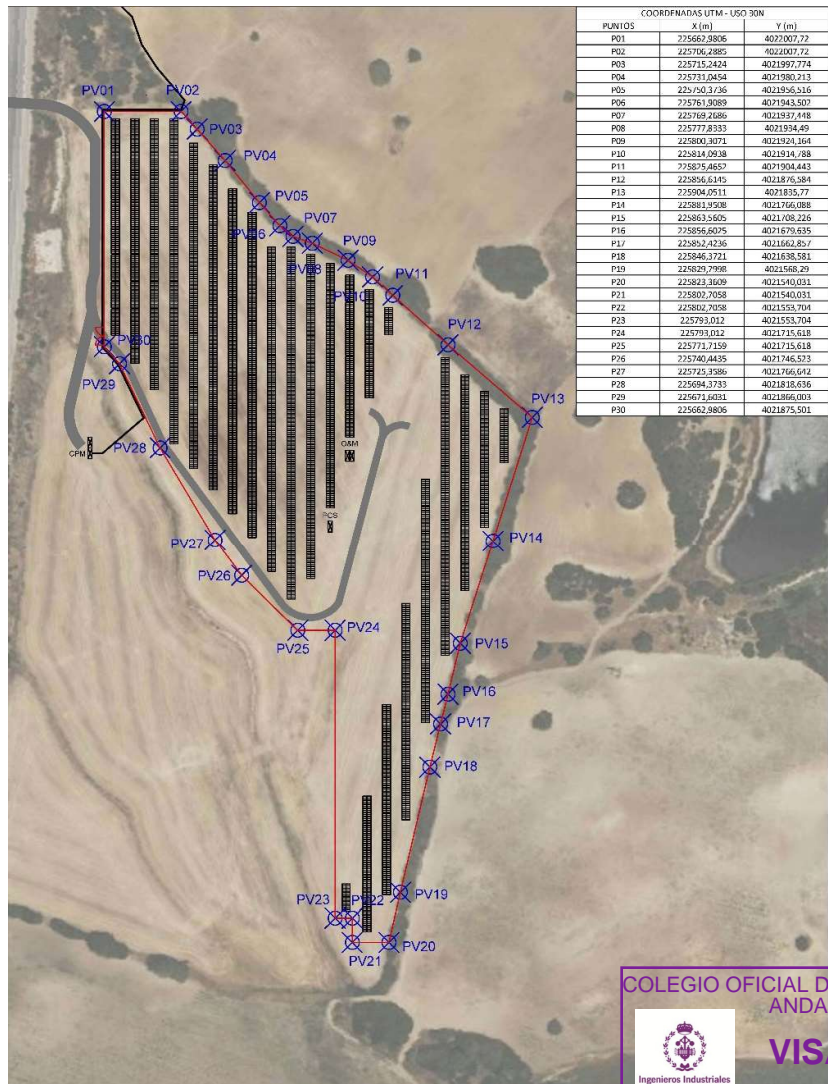 COORDENADAS UTM - USO 30N
PUNTOS X (m) Y (m)
P01 225662,9806 4022007,72
P02 225706,2885 4022007,72
P03 225715,2424 4021997,774
P04 225731,0454 4021980,213
P05 225750,3736 4021956,516
P06 225761,9089 4021943,502
P07 225769,2686 4021937,448
P08 225777,8333 4021934,49
P09 225800,3071 4021924,164
P10 225814,0938 4021914,788
P11 225825,4652 4021904,443
P12 225856,6145 4021876,584
P13 225904,0511 4021835,77
P14 225881,9508 4021766,088
P15 225863,5605 4021708,226
P16 225856,6075 4021679,635
P17 225852,4236 4021662,857
P18 225846,3721 4021638,581
P19 225829,7998 4021568,29
P20 225823,3609 4021540,031
P21 225802,7058 4021540,031
P22 225802,7058 4021553,704
P23 225793,012 4021553,704
P24 225793,012 4021715,618
P25 225771,7159 4021715,618
P26 225740,4435 4021746,523
P27 225725,3586 4021766,642
P28 225694,3733 4021818,636
P29 225671,6031 4021866,003
P30 225662,9806 4021875,501
PV01
PV02
PV03
PV04
PV05
PV06
PV07
PV08
PV09
PV10
PV11
PV12
PV13
PV30
PV29
PV28
CPM
O&M
PCS
PV27
PV26
PV14
PV25
PV24
PV15
PV16
PV17
PV18
PV19
PV23
PV22
PV21
PV20
COLEGIO OFICIAL D
ANDA
VIS
Ingenieros Industriales